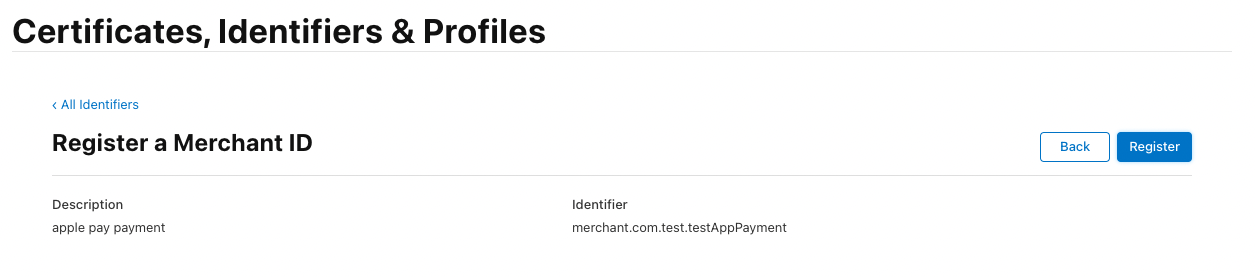 Certificates, Identifiers & Profiles
‹ All Identifiers
Register a Merchant ID
Back
Register
Description
Identifier
apple pay payment
merchant.com.test.testAppPayment